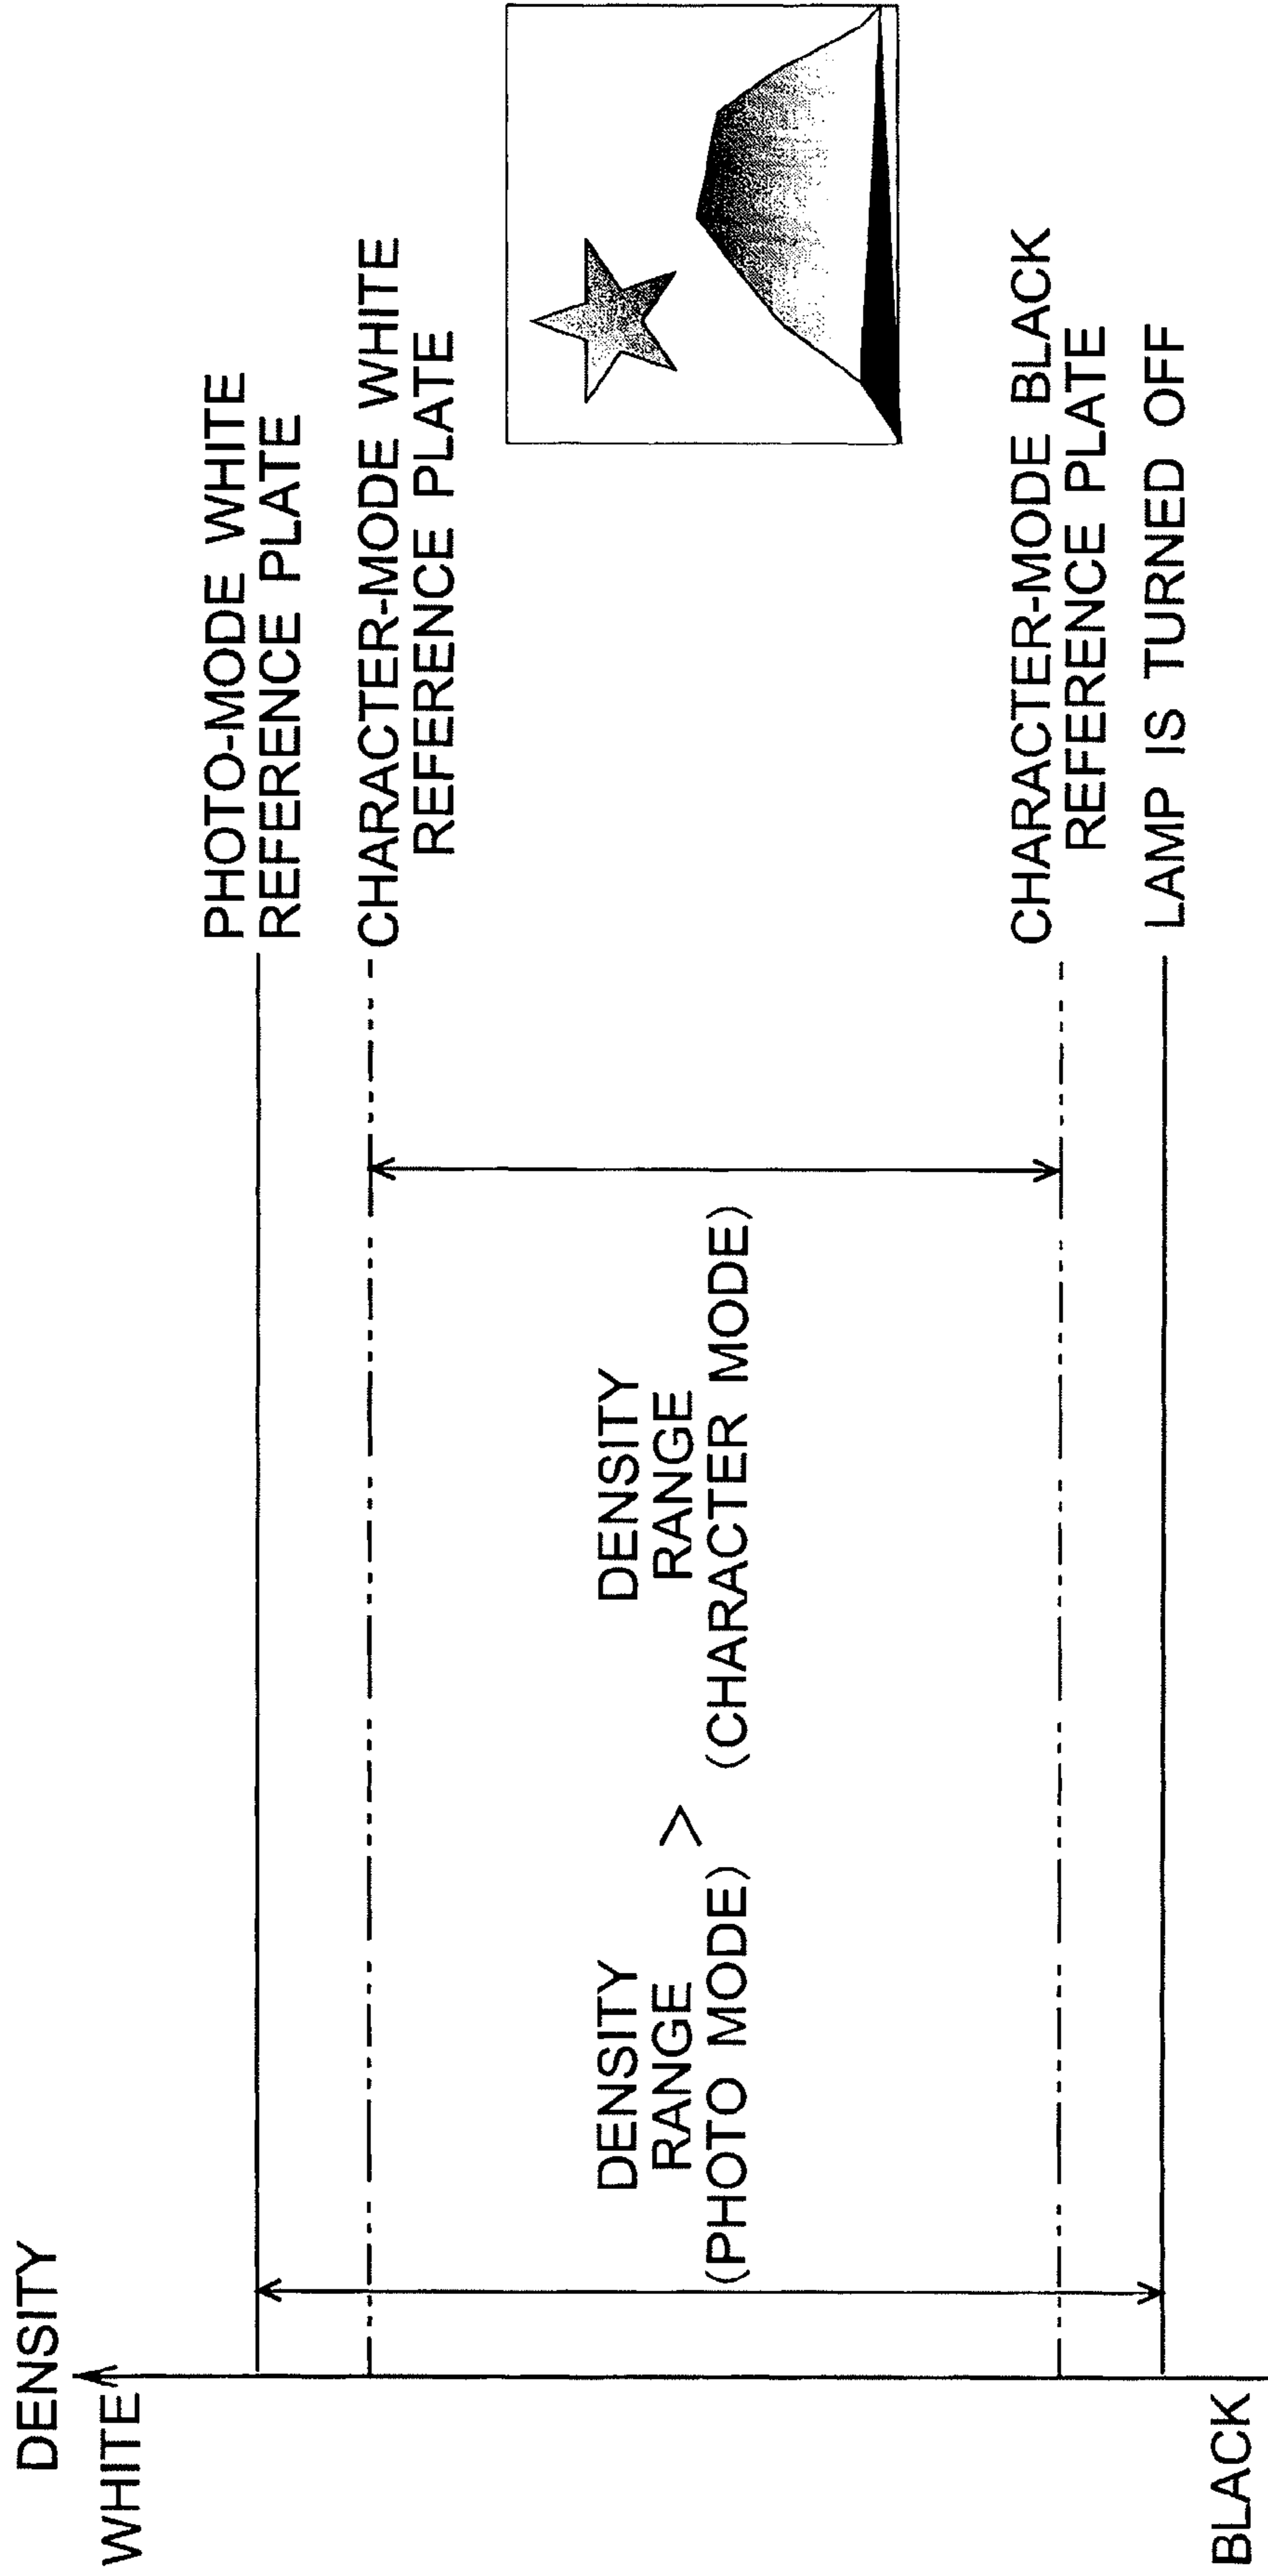 DENSITY
WHITE
PHOTO-MODE WHITE
REFERENCE PLATE
CHARACTER-MODE WHITE
REFERENCE PLATE
DENSITY
RANGE
(PHOTO MODE)
>
DENSITY
RANGE
(CHARACTER MODE)
CHARACTER-MODE BLACK
REFERENCE PLATE
LAMP IS TURNED OFF
BLACK